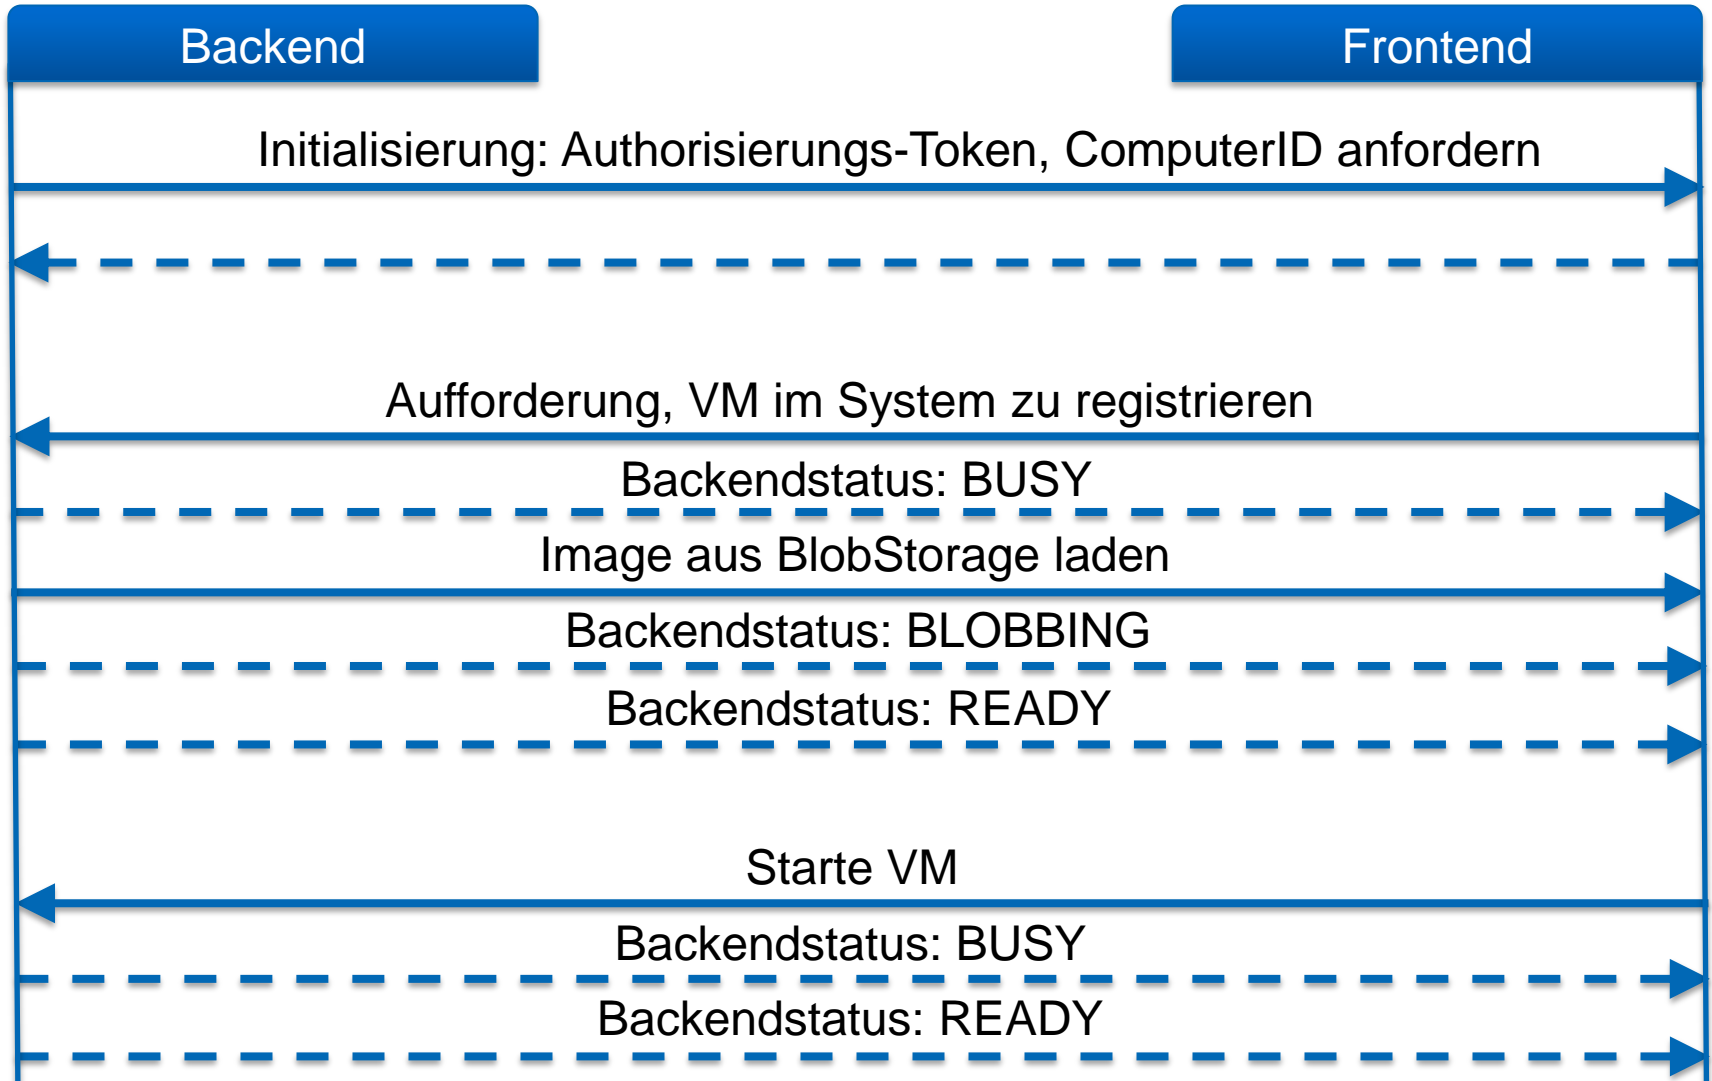 Backend
Frontend
Initialisierung: Authorisierungs-Token, ComputerID anfordern
Aufforderung, VM im System zu registrieren
Backendstatus: BUSY
Image aus BlobStorage laden
Backendstatus: BLOBBING
Backendstatus: READY
Starte VM
Backendstatus: BUSY
Backendstatus: READY